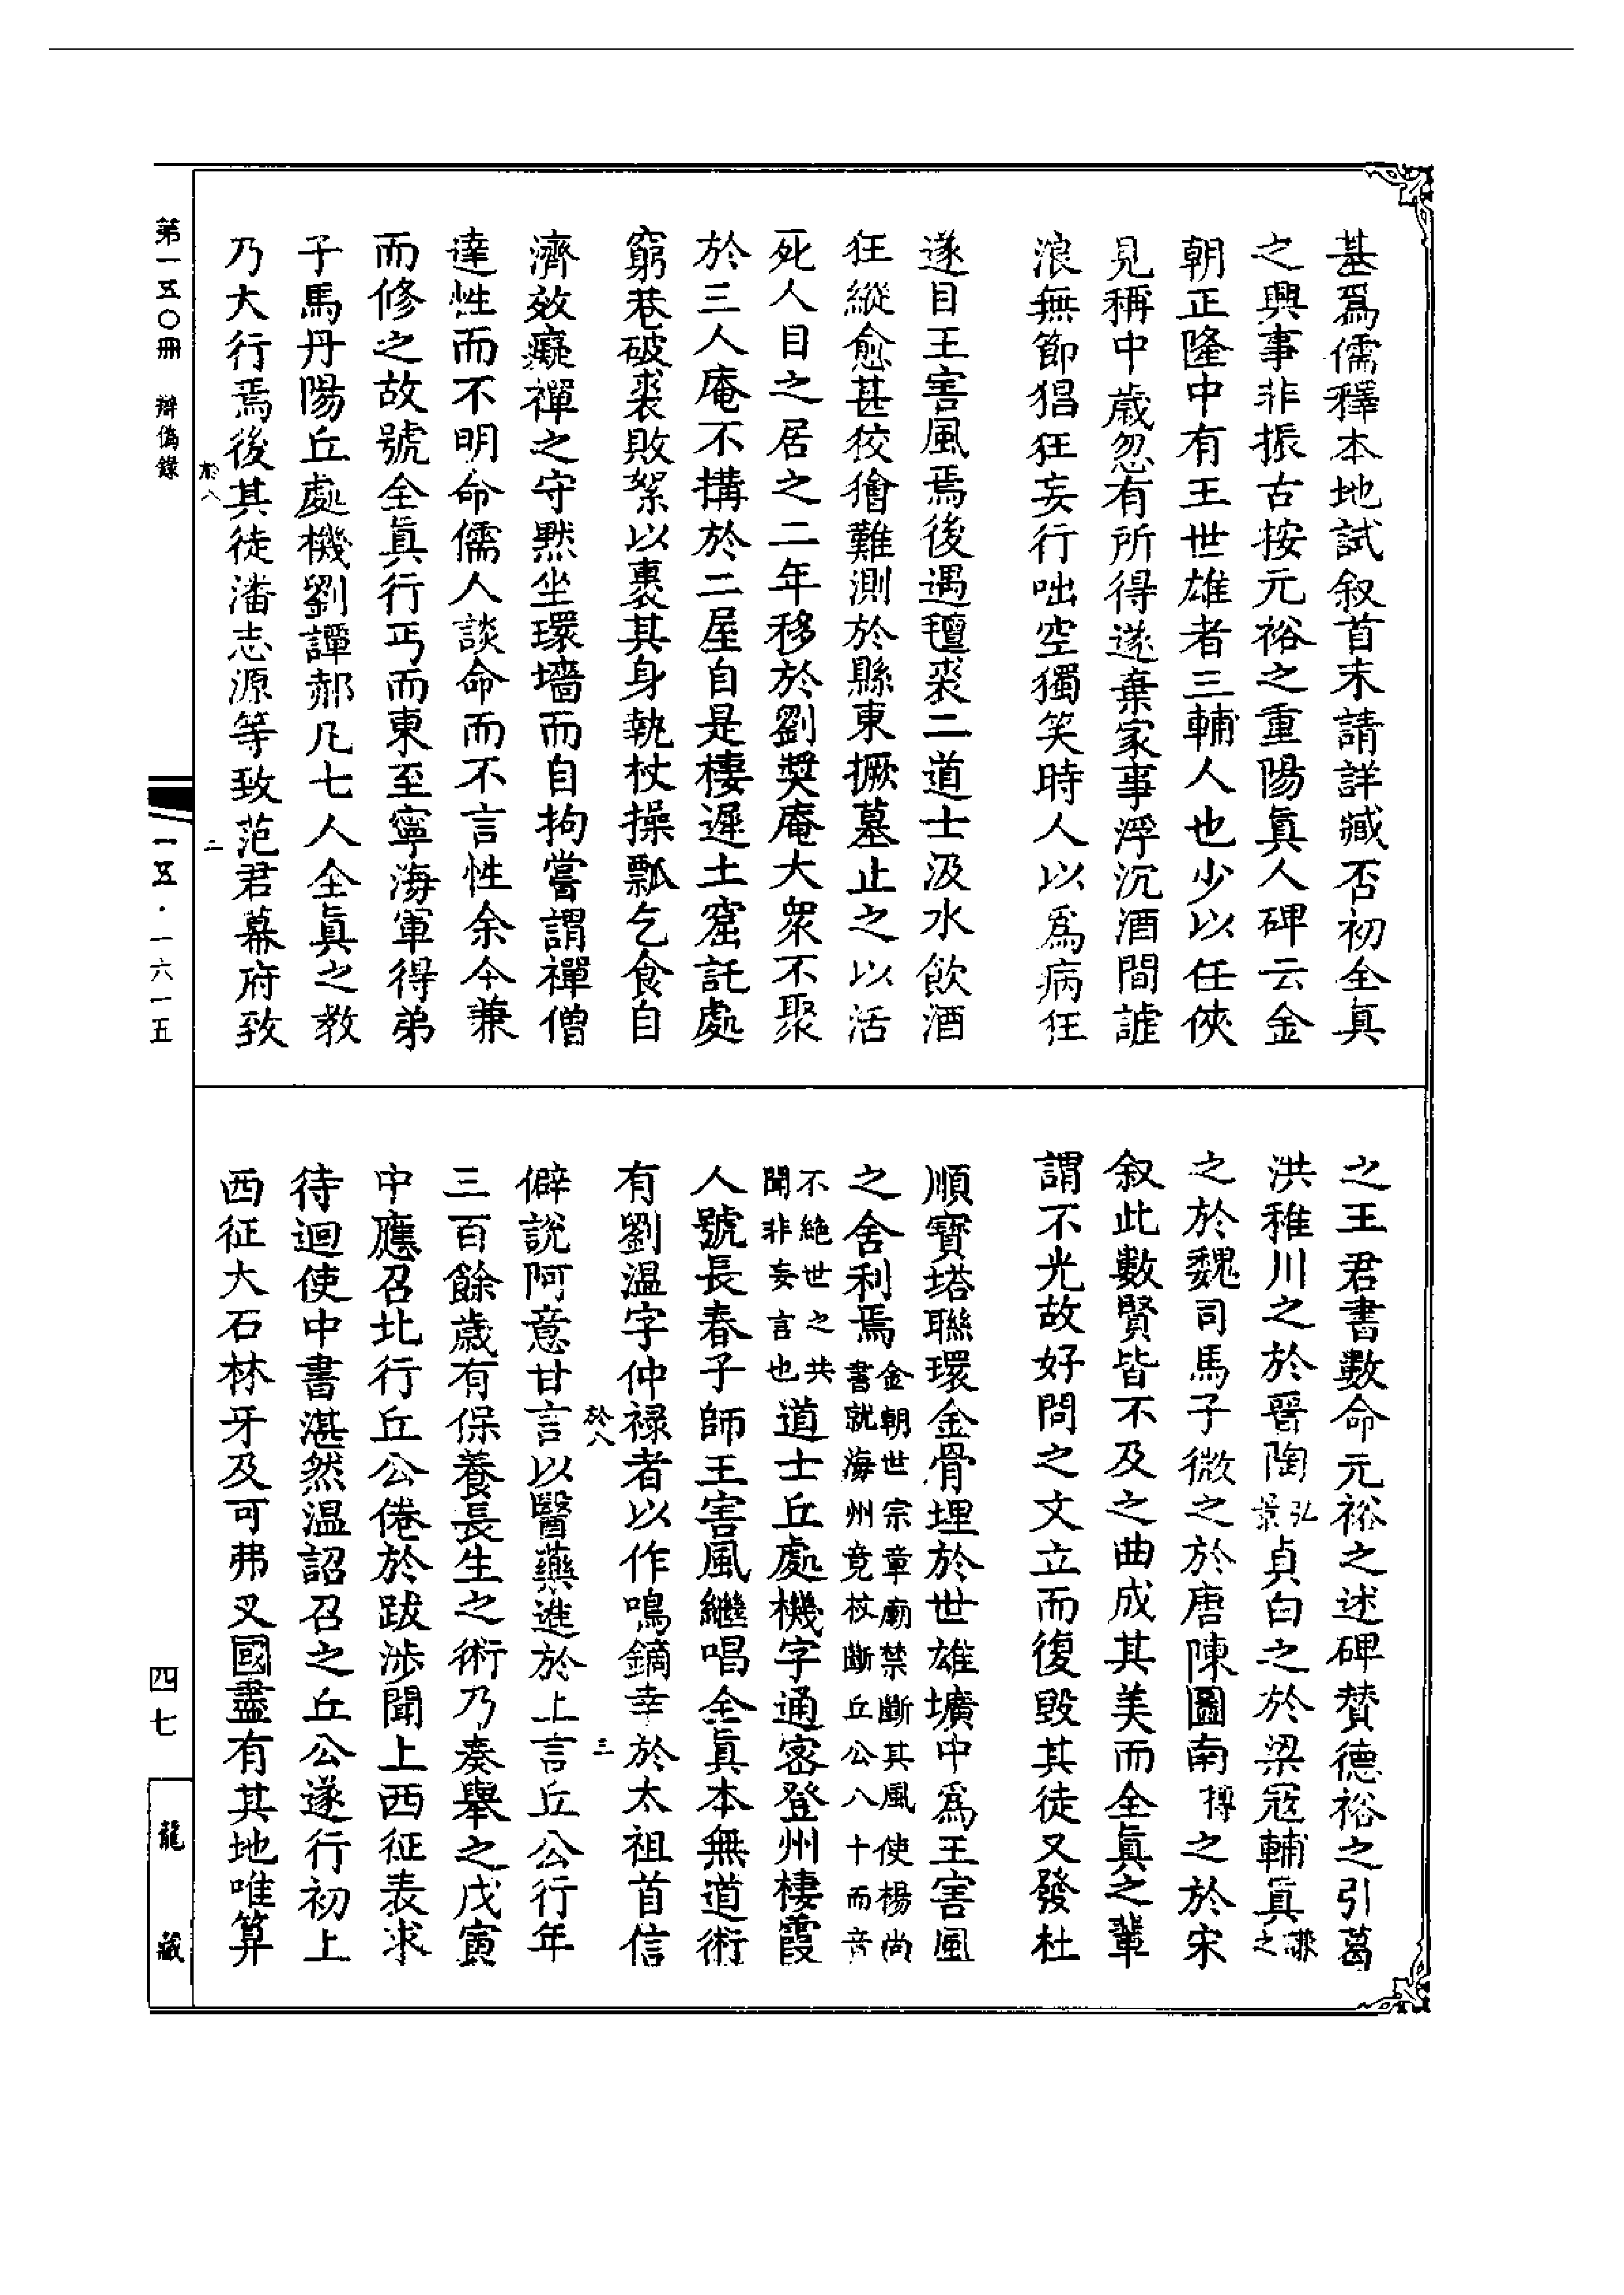 基爲儒釋本地試叙首末請詳臧否初全真
之興事非振古按元裕之重陽眞人碑云金
朝正隆中有王世雄者三輔人也少以任俠
見稱中歲忽有所得遂棄家事浮沉酒間謔
浪無節猖狂妄行咄空獨笑時人以爲病狂
遂目王害風焉後遇氊裘二道士汲水飲酒
狂縱愈甚狡獪難測於縣東撅墓止之以活
死人目之居之二年移於劉奬庵大衆不聚
於三人庵不搆於二屋自是棲遲土窟託處
窮巷破裘敗絮以裹其身執杖操瓢乞食自
濟效癡禪之守黙坐環墻而自拘嘗謂禪僧
達性而不明命儒人談命而不言性余今兼
而修之故號全眞行丐而東至寧海軍得弟
子馬丹陽丘處機劉譚郝凡七人全眞之教
乃大行焉後其徒潘志源等致范君幕府致
於八 二
之王君書數命元裕之述碑賛德裕之引葛
洪稚川之於晉陶弘景貞白之於梁冦輔眞謙之
之於魏司馬子微之於唐陳圖南摶之於宋
叙此數賢皆不及之曲成其美而全眞之輩
謂不光故好問之文立而復毀其徒又發杜
順寶塔聯環金骨埋於世雄壙中爲王害風
之舍利焉金朝世宗章廟禁斷其風使楊尚書就海州竟杖斷丘公八十而音
不絶世之共聞非妄言也道士丘處機字通密登州棲霞
人號長春子師王害風繼唱全眞本無道術
有劉温字仲禄者以作鳴鏑幸於太祖首信
於八 三
僻說阿意甘言以醫藥進於上言丘公行年
三百餘歲有保養長生之術乃奏舉之戊寅
中應召北行丘公倦於跋涉聞上西征表求
待迴使中書湛然温詔召之丘公遂行初上
西征大石林牙及可弗叉國盡有其地唯算
第一五〇冊 辯偽錄
一五·一六一五
四七
龍藏